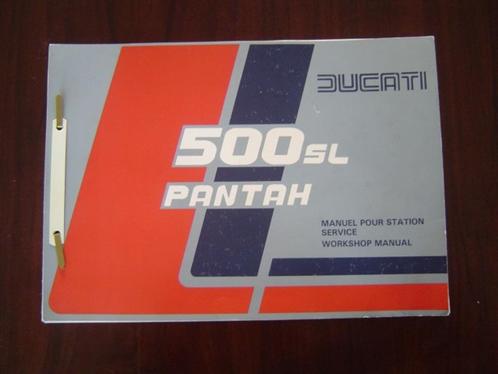 DUCATI
500SL
PANTAH
MANUEL POUR STATION
SERVICE
WORKSHOP MANUAL